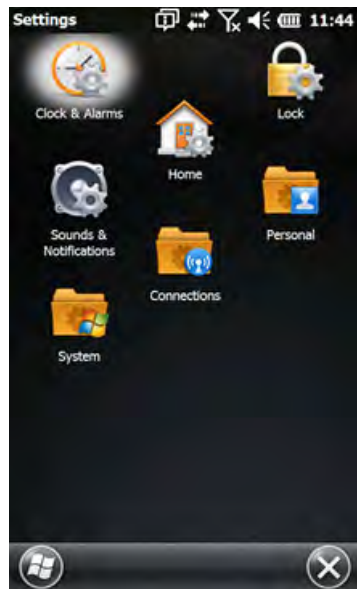 Settings 11:44
Clock & Alarms
Lock
Home
Sounds &
Notifications
Personal
Connections
System